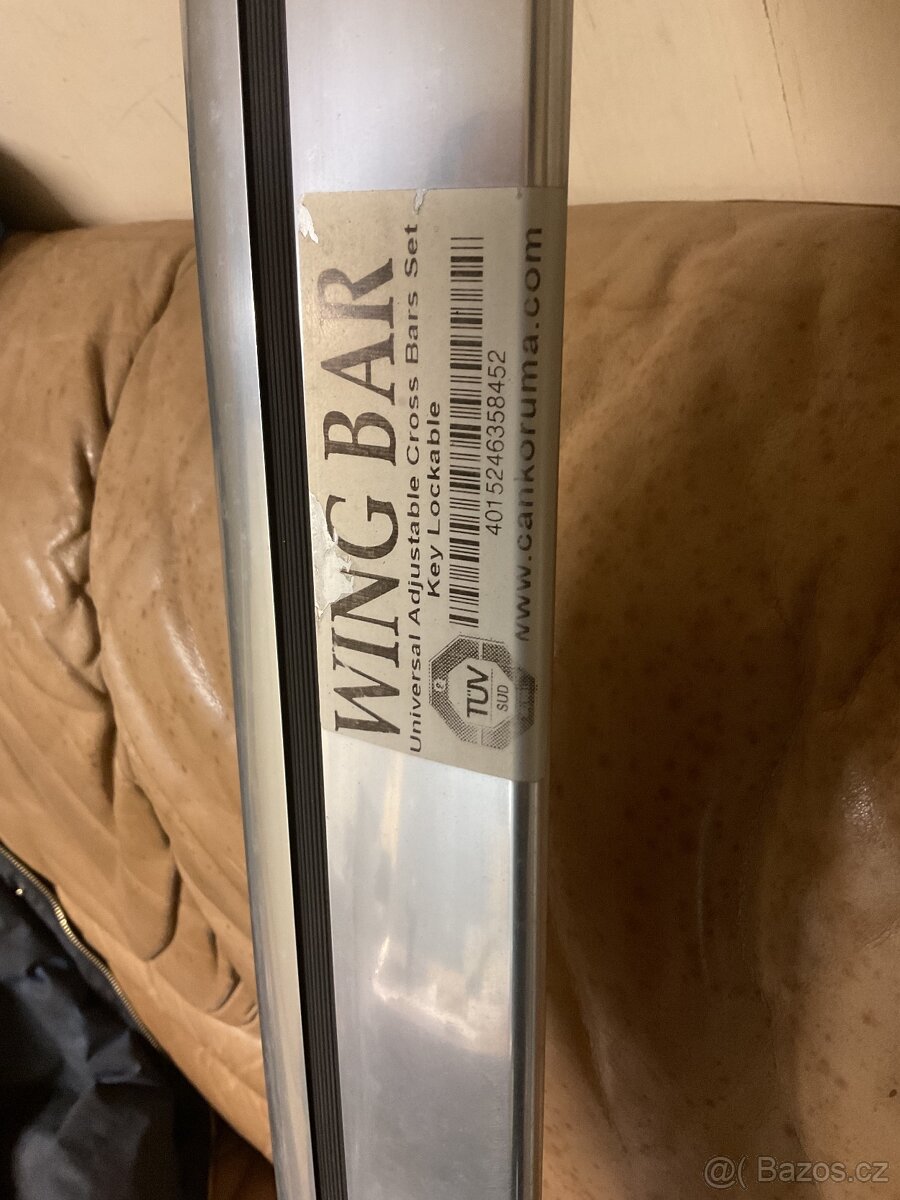 WING BAR
Universal Adjustable Cross Bars Set
Key Lockable
4015246358452
www.cankoruma.com
TÜV
SUD
@( Bazos.cz